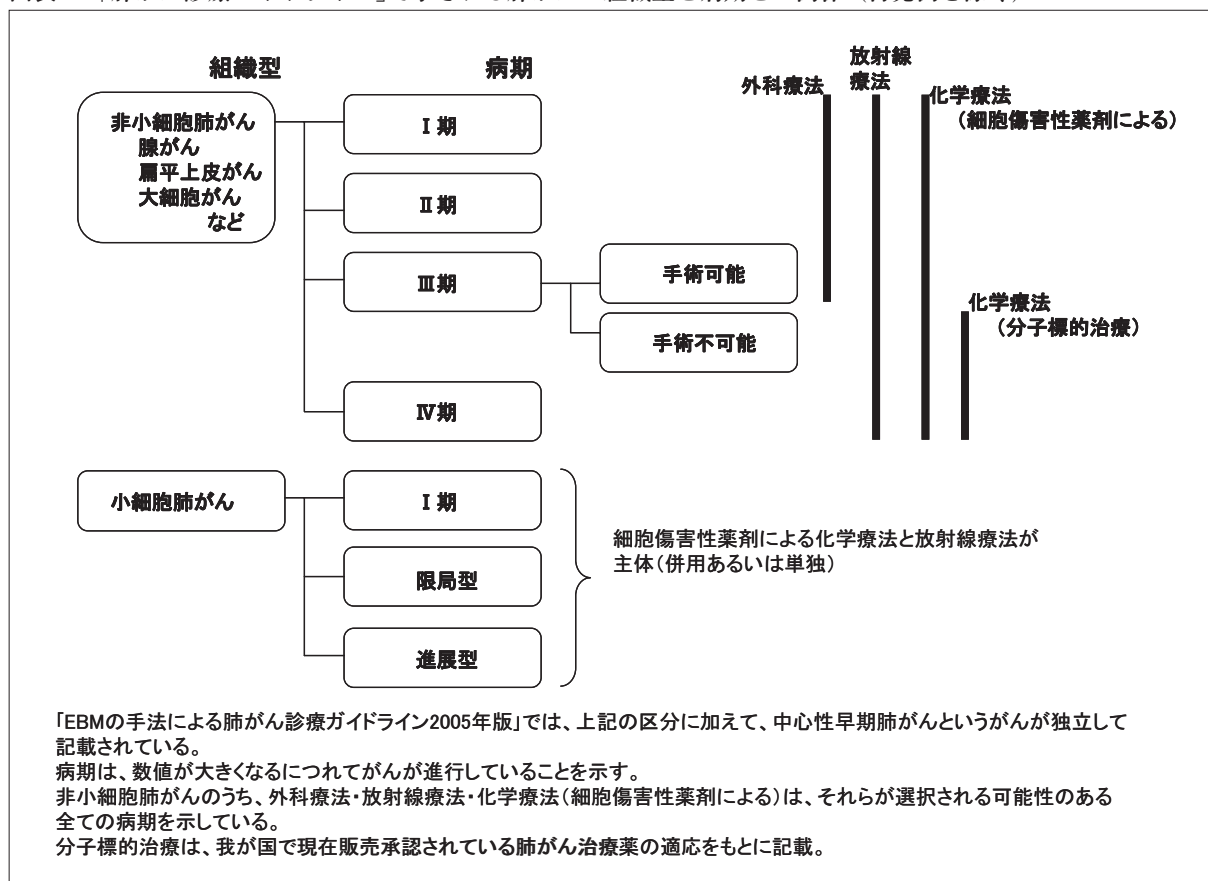 組織型
病期
外科療法
放射線
療法
化学療法
(細胞傷害性薬剤による)
非小細胞肺がん
腺がん
扁平上皮がん
大細胞がん
など
Ⅰ期
Ⅱ期
Ⅲ期
手術可能
手術不可能
化学療法
(分子標的治療)
Ⅳ期
小細胞肺がん
Ⅰ期
限局型
進展型
細胞傷害性薬剤による化学療法と放射線療法が
主体(併用あるいは単独)
「EBMの手法による肺がん診療ガイドライン2005年版」では、上記の区分に加えて、中心性早期肺がんというがんが独立して
記載されている。
病期は、数値が大きくなるにつれてがんが進行していることを示す。
非小細胞肺がんのうち、外科療法・放射線療法・化学療法(細胞傷害性薬剤による)は、それらが選択される可能性のある
全ての病期を示している。
分子標的治療は、我が国で現在販売承認されている肺がん治療薬の適応をもとに記載。